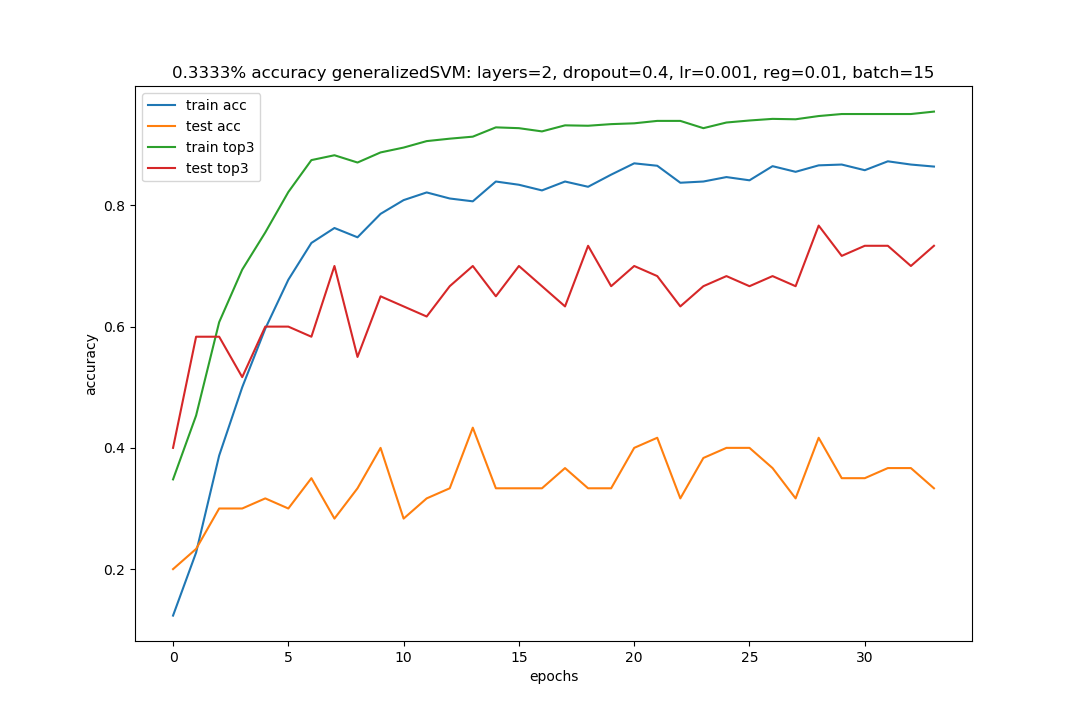 0.3333% accuracy generalizedSVM: layers=2, dropout=0.4, lr=0.001, reg=0.01, batch=15
train acc
test acc
train top3
test top3
accuracy
0.8
0.6
0.4
0.2
0 5 10 15 20 25 30
epochs